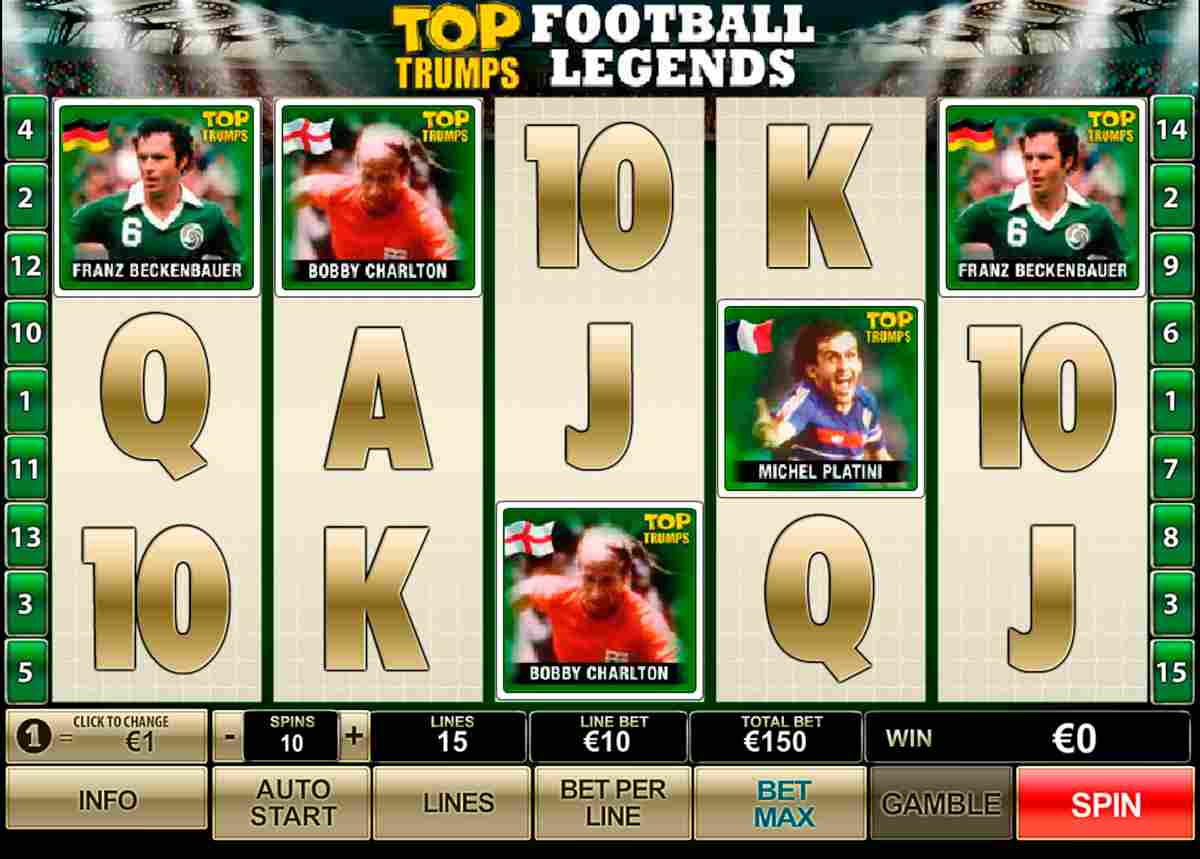 TOP FOOTBALL
TRUMPS LEGENDS
4
2
12
10
1
11
13
3
5
TOP
TRUMPS
6
FRANZ BECKENBAUER
Q
10
TOP
TRUMPS
BOBBY CHARLTON
A
K
10
J
TOP
TRUMPS
BOBBY CHARLTON
K
TOP
TRUMPS
MICHEL PLATINI
Q
TOP
TRUMPS
6
FRANZ BECKENBAUER
10
J
14
2
9
6
1
7
8
3
15
1 = CLICK TO CHANGE
€1
- SPINS +
10
LINES
15
LINE BET
€10
TOTAL BET
€150
WIN €0
INFO
AUTO
START
LINES
BET PER
LINE
BET
MAX
GAMBLE
SPIN